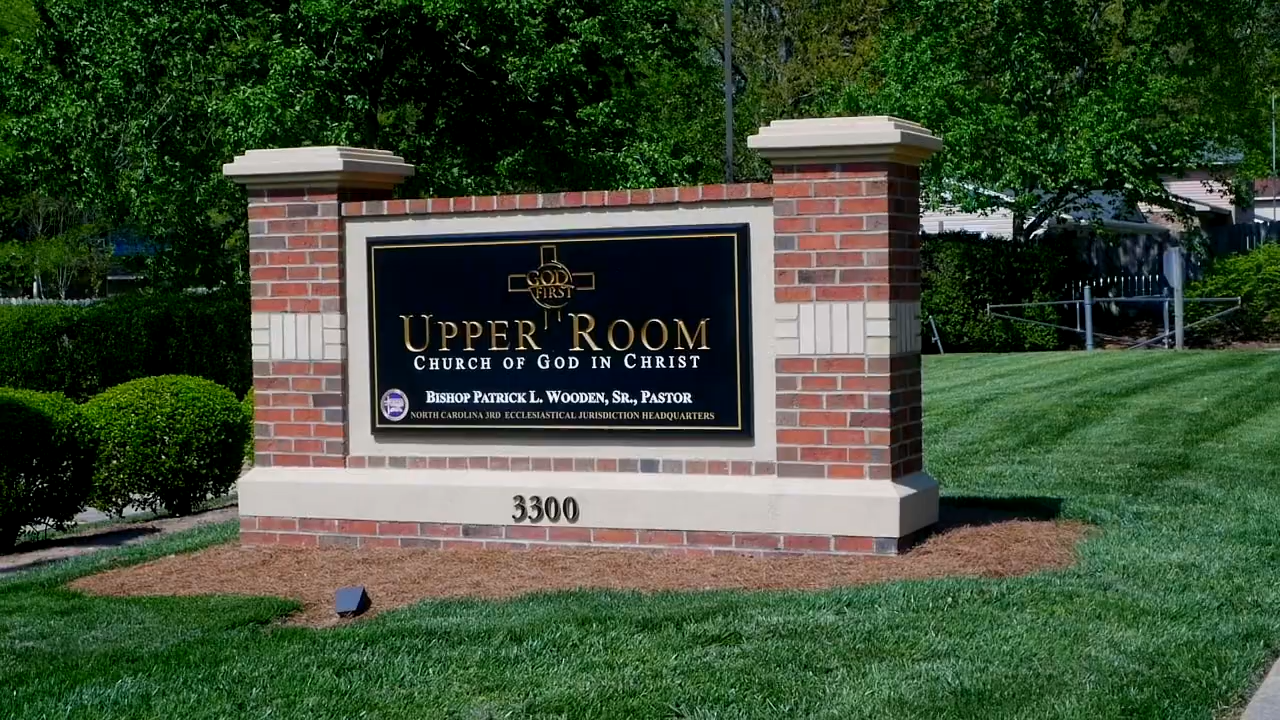 GOD
FIRST
UPPER ROOM
CHURCH OF GOD IN CHRIST
BISHOP PATRICK L. WOODEN, SR., PASTOR
NORTH CAROLINA 3RD ECCLESIASTICAL JURISDICTION HEADQUARTERS
3300